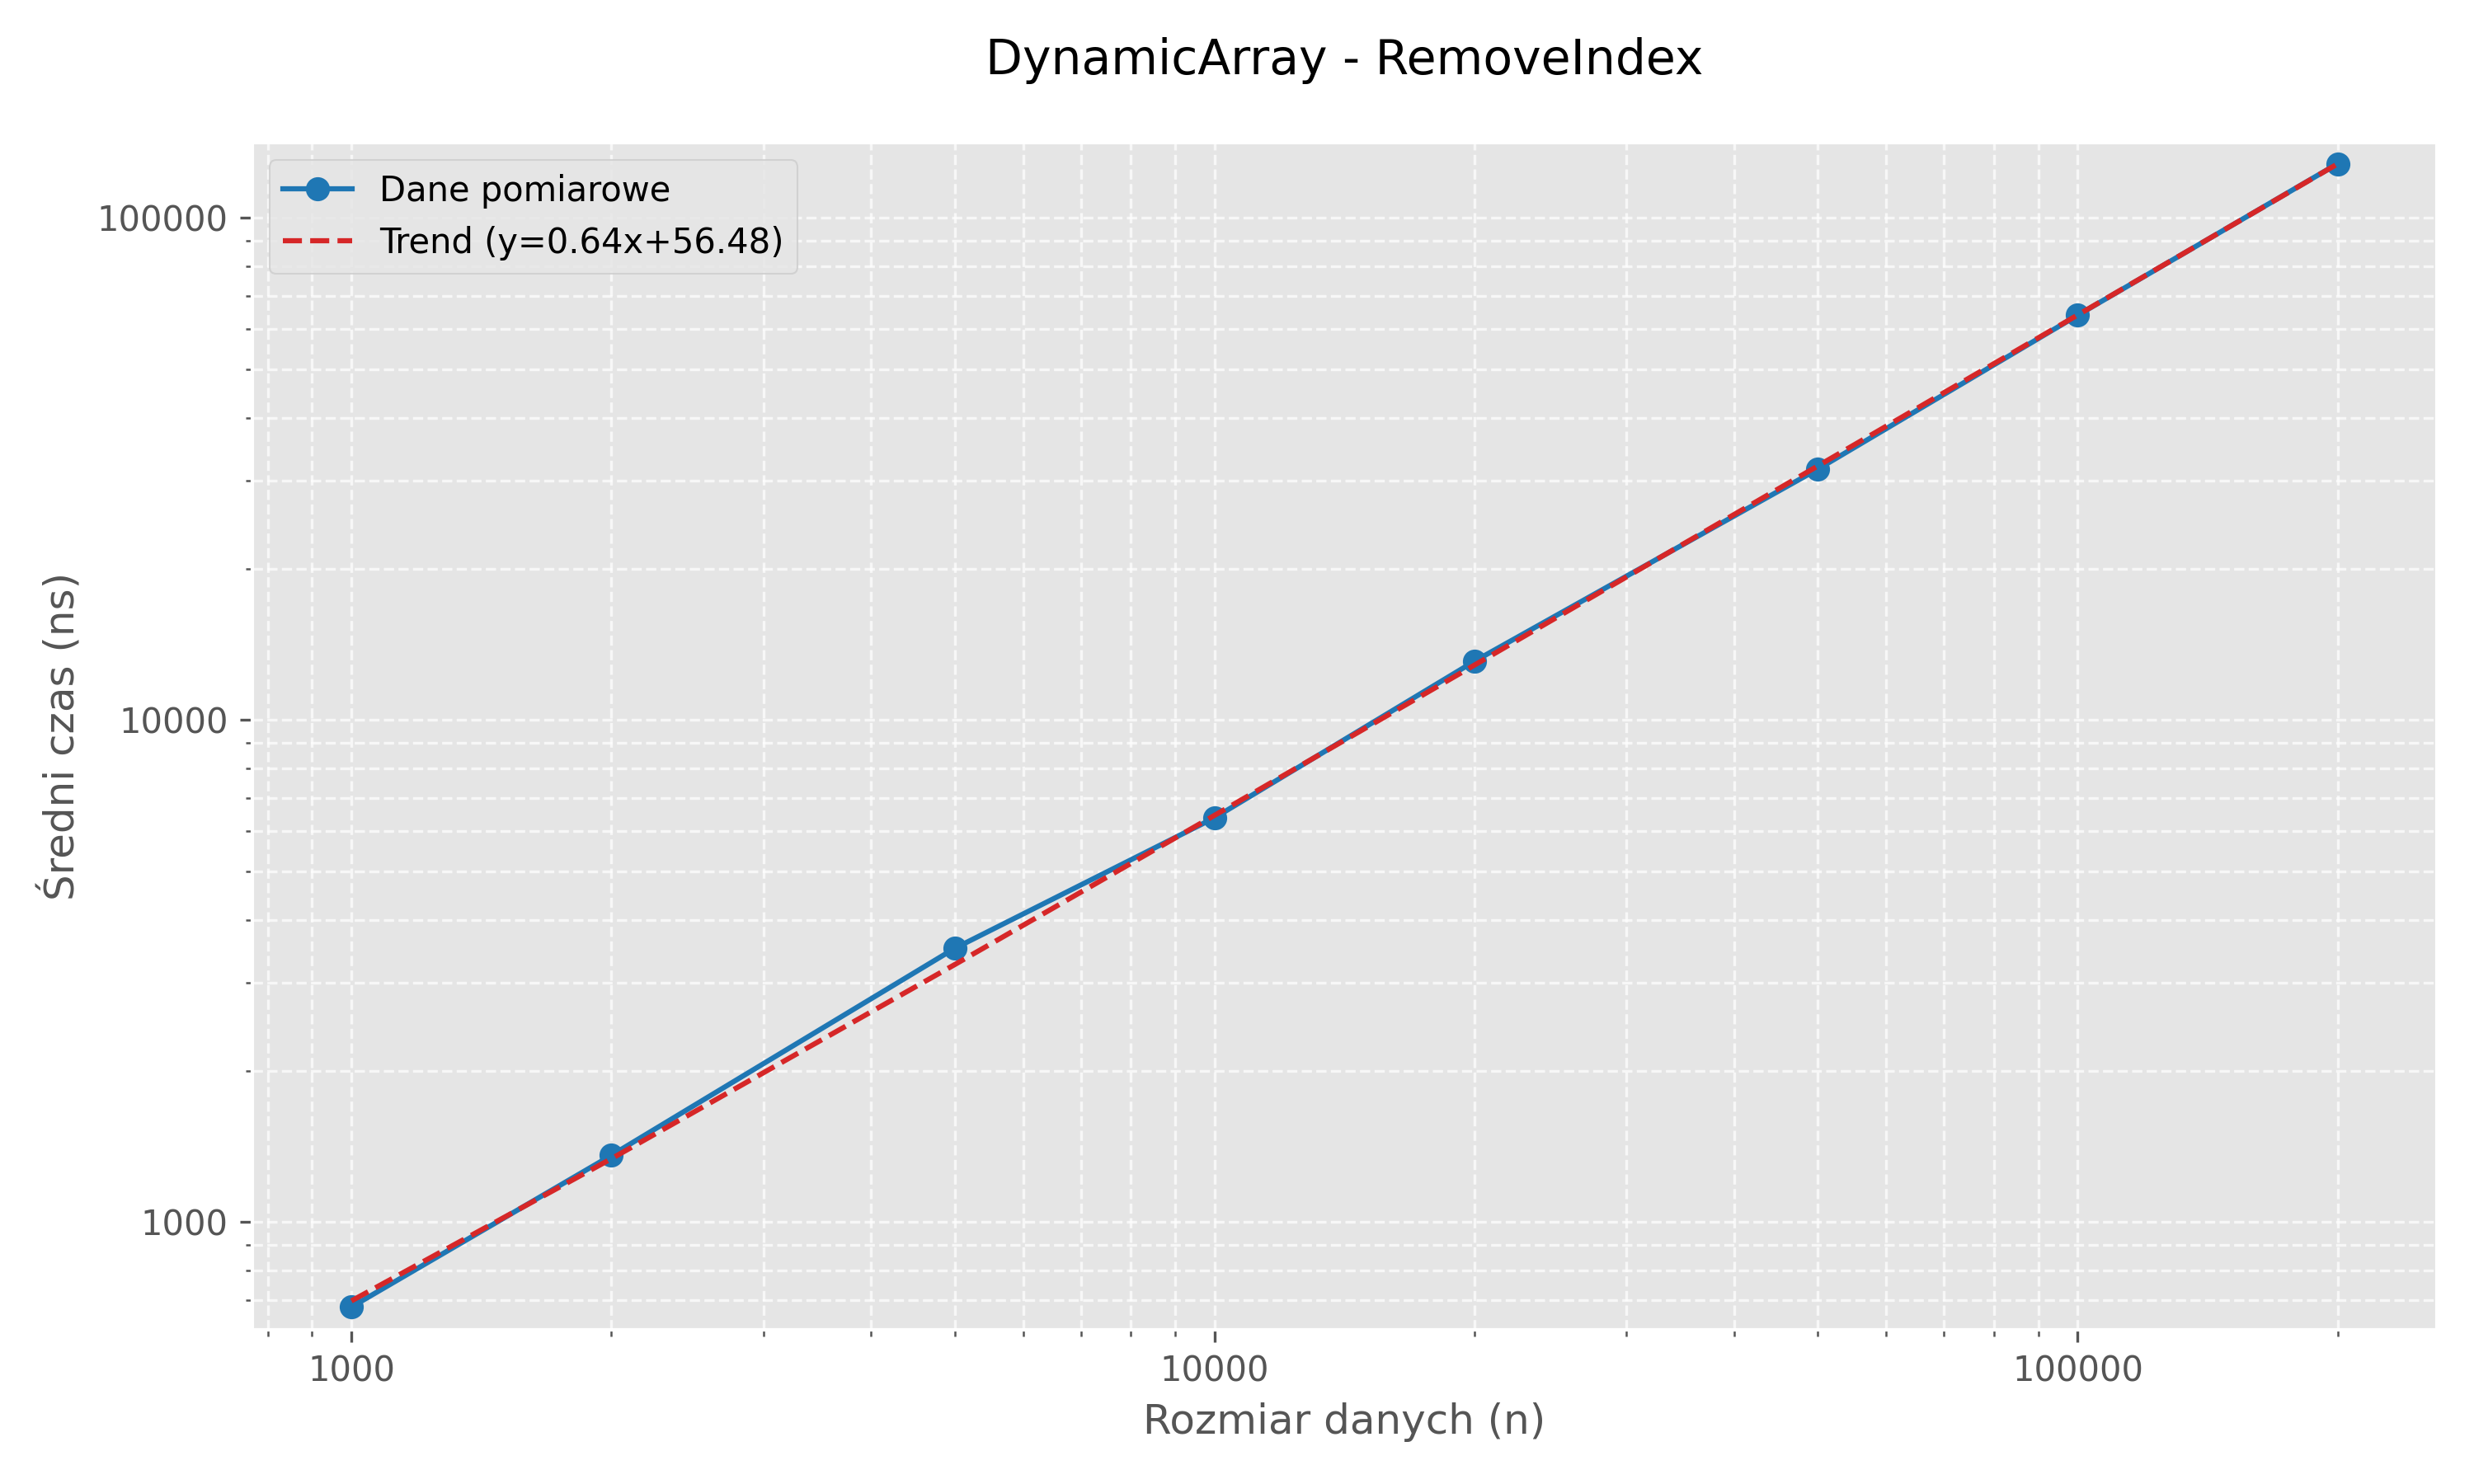 DynamicArray - RemoveIndex
Dane pomiarowe
Trend (y=0.64x+56.48)
100000
10000
1000
Średni czas (ns)
1000
10000
100000
Rozmiar danych (n)